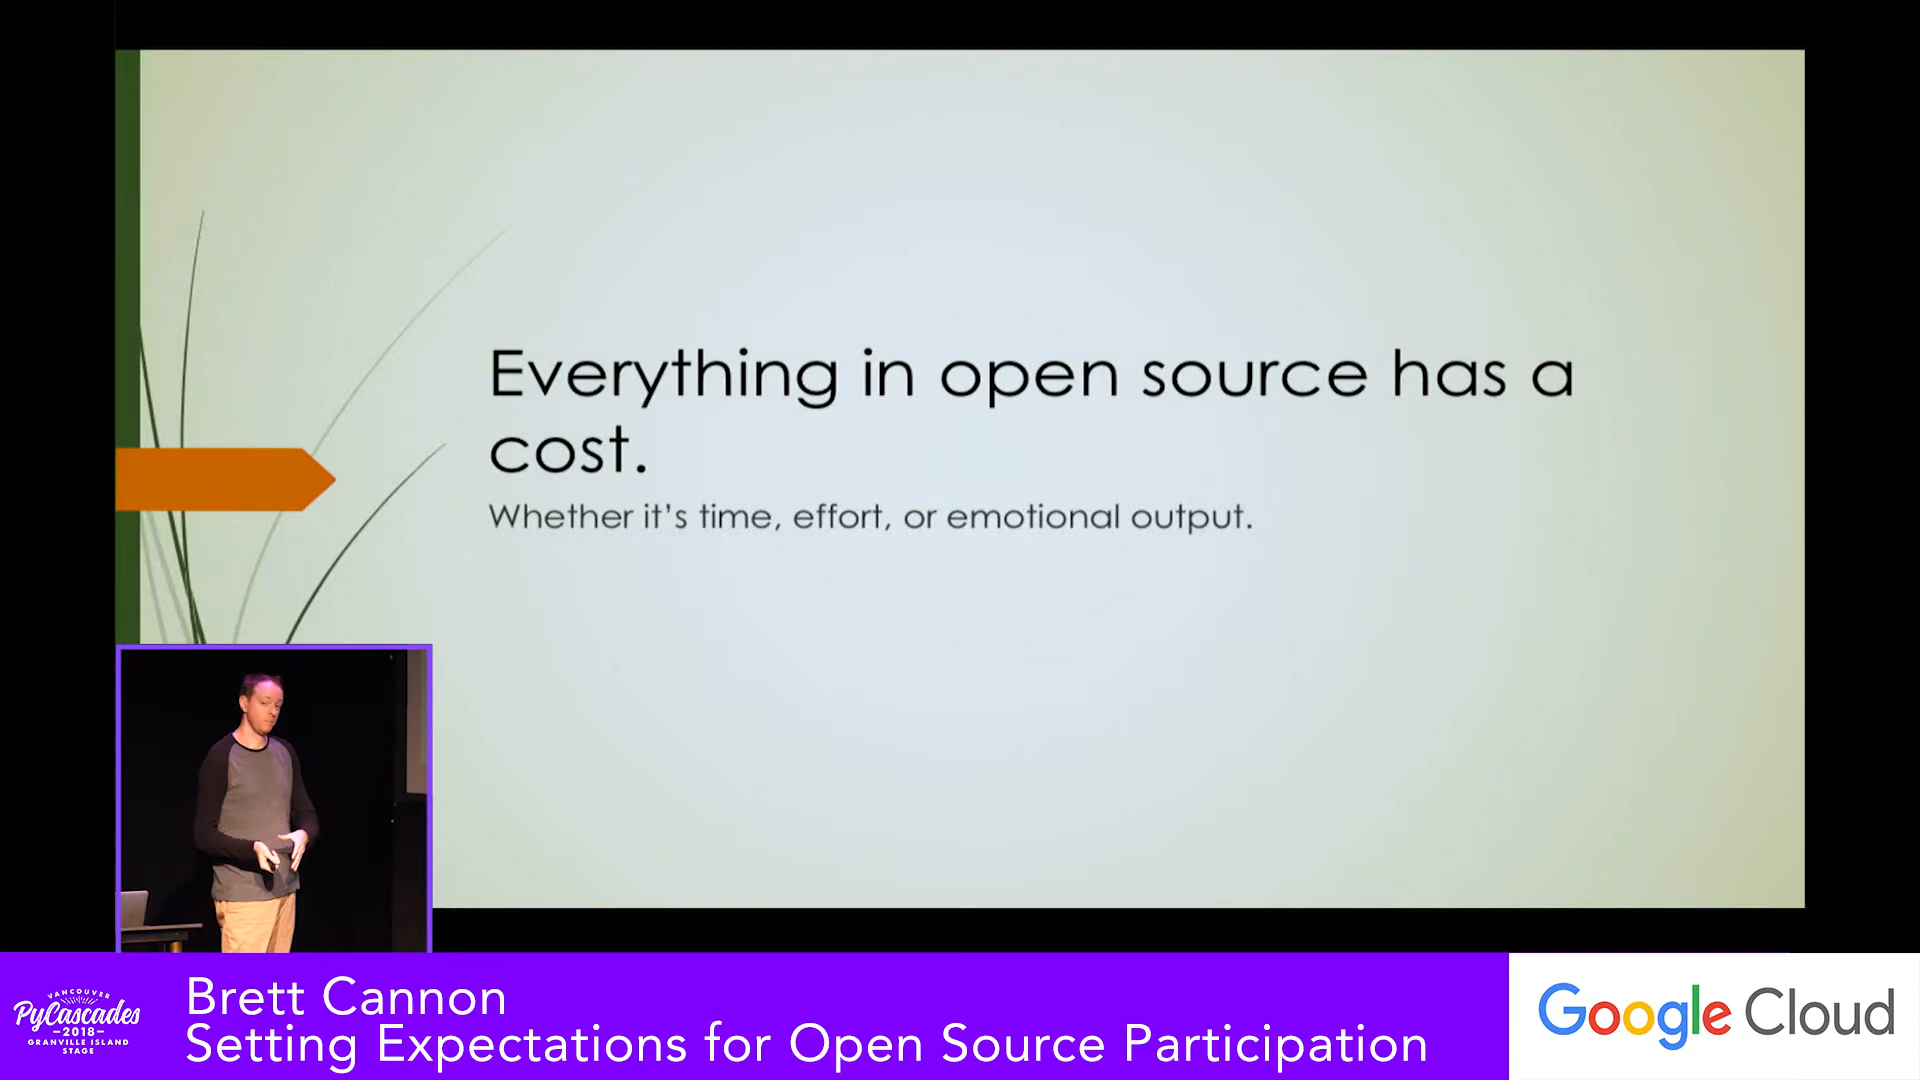 Everything in open source has a
cost.
Whether it's time, effort, or emotional output.
VANCOUVER
PyCascades
-2018-
GRANVILLE ISLAND
STAGE
Brett Cannon
Setting Expectations for Open Source Participation
Google Cloud